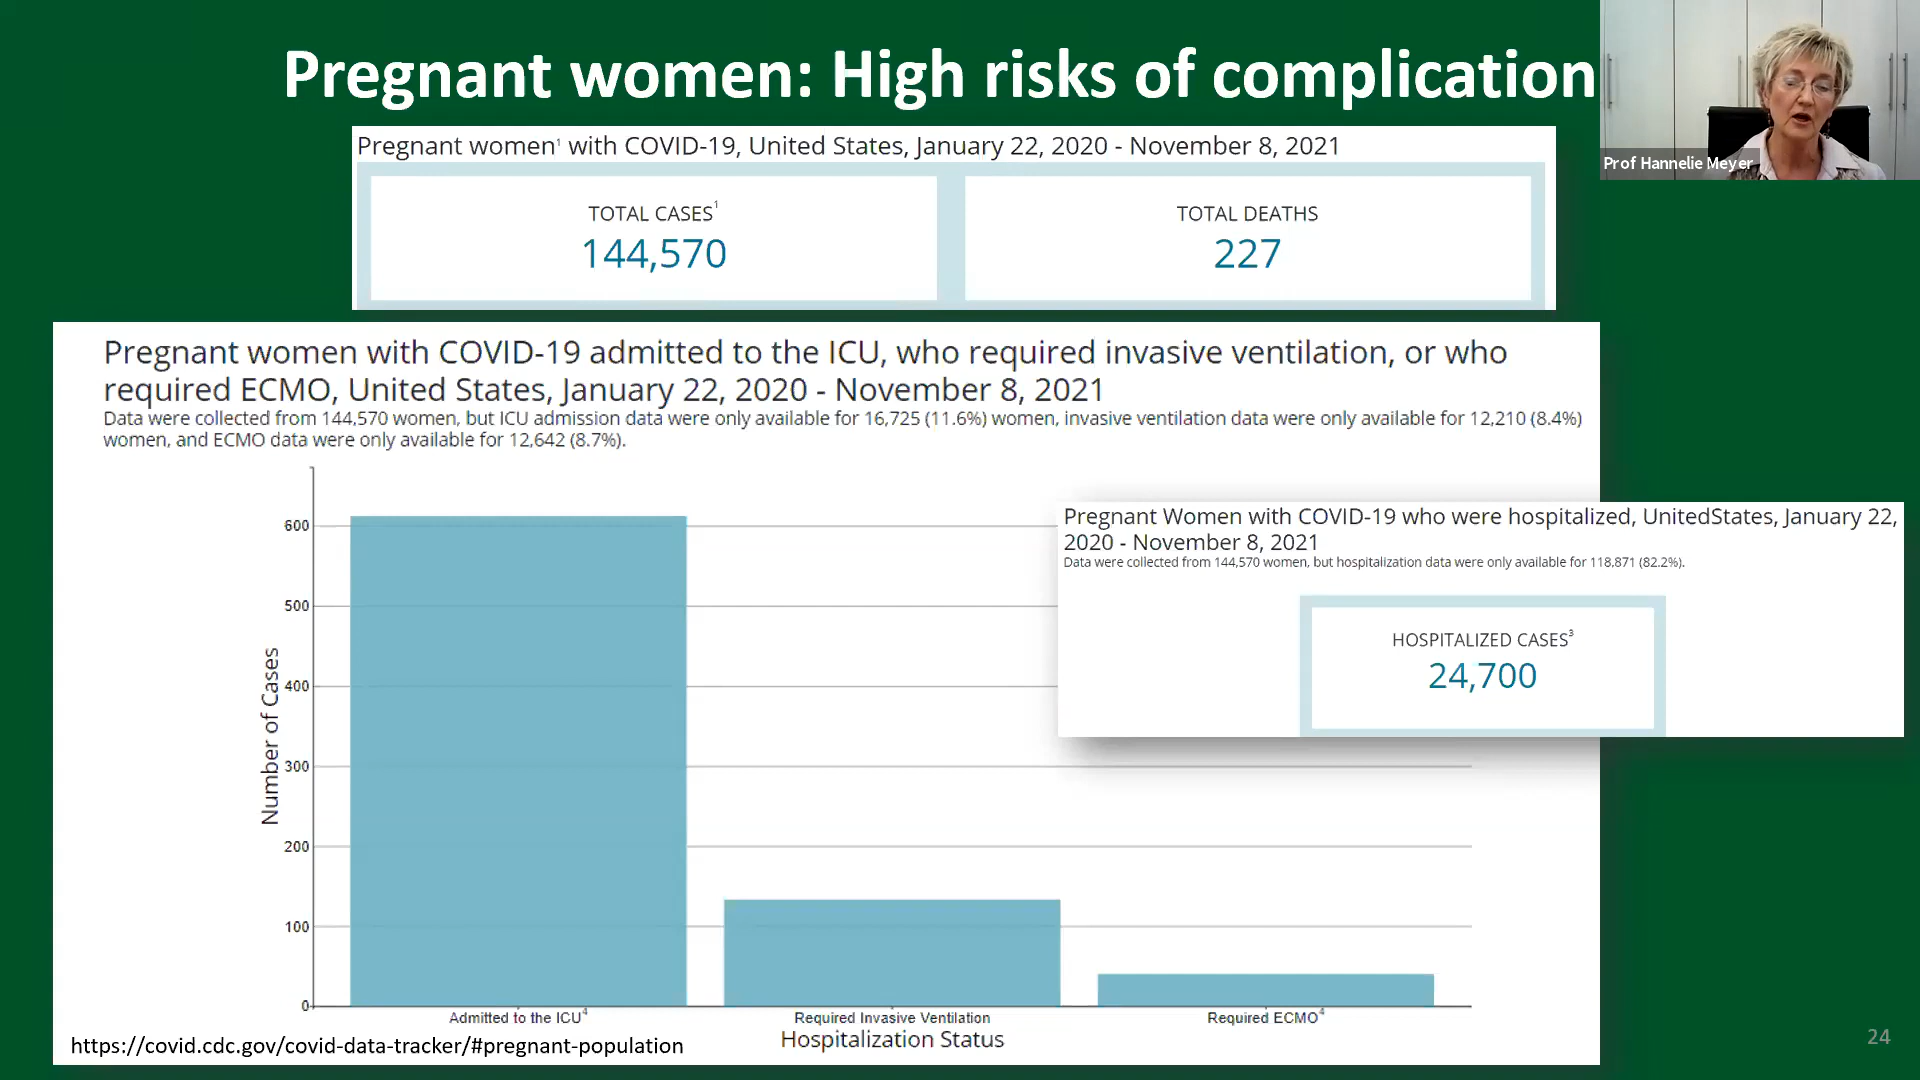 Pregnant women: High risks of complication
Prof Hannelie Meyer
Pregnant women¹ with COVID-19, United States, January 22, 2020 - November 8, 2021
TOTAL CASES¹
144,570
TOTAL DEATHS
227
Pregnant women with COVID-19 admitted to the ICU, who required invasive ventilation, or who
required ECMO, United States, January 22, 2020 - November 8, 2021
Data were collected from 144,570 women, but ICU admission data were only available for 16,725 (11.6%) women, invasive ventilation data were only available for 12,210 (8.4%)
women, and ECMO data were only available for 12,642 (8.7%).
600
500
400
300
200
100
0
Number of Cases
Admitted to the ICU⁴
Required Invasive Ventilation
Required ECMO⁴
Hospitalization Status
Pregnant Women with COVID-19 who were hospitalized, UnitedStates, January 22,
2020 - November 8, 2021
Data were collected from 144,570 women, but hospitalization data were only available for 118,871 (82.2%).
HOSPITALIZED CASES³
24,700
https://covid.cdc.gov/covid-data-tracker/#pregnant-population
24